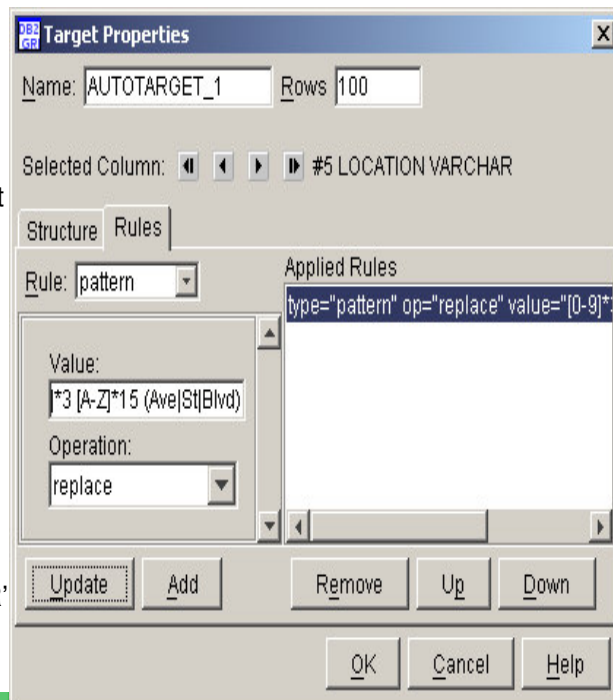 DB2 GRI Target Properties X
Name: AUTOTARGET_1 Rows 100
Selected Column: #5 LOCATION VARCHAR
t
Structure Rules
Rule: pattern Applied Rules
type="pattern" op="replace" value="[0-9]*
Value:
]*3 [A-Z]*15 (Ave|St|Blvd)
Operation:
replace
’
Update Add Remove Up Down
OK Cancel Help